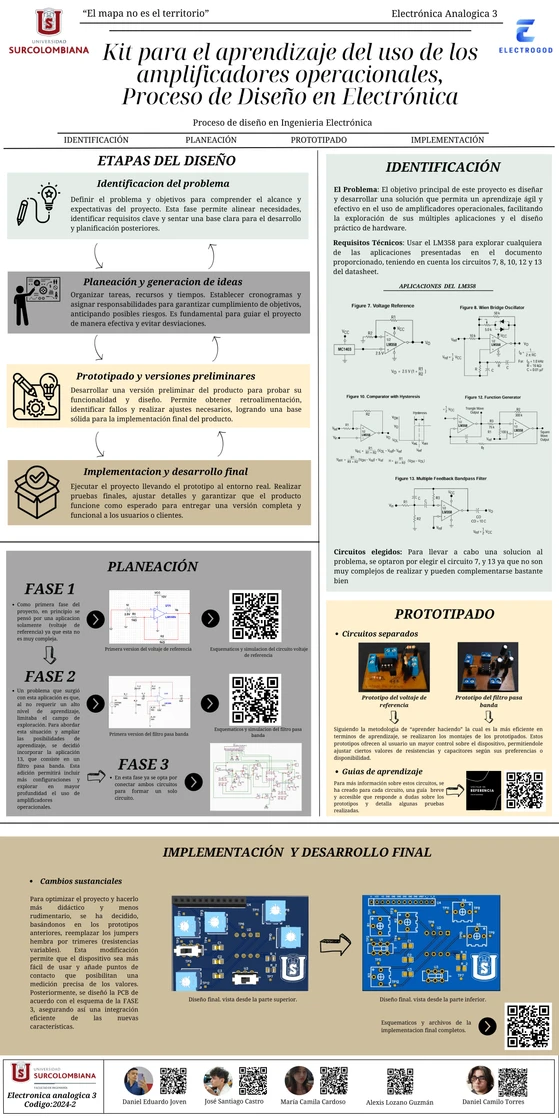 UNIVERSIDAD
SURCOLOMBIANA
“El mapa no es el territorio”
Electrónica Analogica 3
ELECTROGOD
Kit para el aprendizaje del uso de los
amplificadores operacionales,
Proceso de Diseño en Electrónica
Proceso de diseño en Ingenieria Electrónica
IDENTIFICACIÓN
PLANEACIÓN
PROTOTIPADO
IMPLEMENTACIÓN
ETAPAS DEL DISEÑO
Identificacion del problema
Definir el problema y objetivos para comprender el alcance y
expectativas del proyecto. Esta fase permite alinear necesidades,
identificar requisitos clave y sentar una base clara para el desarrollo
y planificación posteriores.
Planeación y generacion de ideas
Organizar tareas, recursos y tiempos. Establecer cronogramas y
asignar responsabilidades para garantizar cumplimiento de objetivos,
anticipando posibles riesgos. Es fundamental para guiar el proyecto
de manera efectiva y evitar desviaciones.
Prototipado y versiones preliminares
Desarrollar una versión preliminar del producto para probar su
funcionalidad y diseño. Permite obtener retroalimentación,
identificar fallos y realizar ajustes necesarios, logrando una base
sólida para la implementación final del producto.
Implementacion y desarrollo final
Ejecutar el proyecto llevando el prototipo al entorno real. Realizar
pruebas finales, ajustar detalles y garantizar que el producto
funcione como esperado para entregar una versión completa y
funcional a los usuarios o clientes.
IDENTIFICACIÓN
El Problema: El objetivo principal de este proyecto es diseñar
y desarrollar una solución que permita un aprendizaje ágil y
efectivo en el uso de amplificadores operacionales, facilitando
la exploración de sus múltiples aplicaciones y el diseño
práctico de hardware.
Requisitos Técnicos: Usar el LM358 para explorar cualquiera
de las aplicaciones presentadas en el documento
proporcionado, teniendo en cuenta los circuitos 7, 8, 10, 12 y 13
del datasheet.
APLICACIONES DEL LM358
Figure 7. Voltage Reference
Figure 8. Wien Bridge Oscillator
Figure 10. Comparator with Hysteresis
Figure 12. Function Generator
Figure 13. Multiple Feedback Bandpass Filter
Circuitos elegidos: Para llevar a cabo una solucion al
problema, se optaron por elegir el circuito 7, y 13 ya que no son
muy complejos de realizar y pueden complementarse bastante
bien
PLANEACIÓN
FASE 1
Como primera fase del
proyecto, en principio se
pensó por una aplicacion
solamente (voltaje de
referencia) ya que esta no
es muy compleja.
Primera version del voltaje de referencia
Esquematico y simulacion del circuito voltaje
de referencia
FASE 2
Un problema que surgió
con esta aplicación es que,
al no requerir un alto
nivel de aprendizaje,
limitaba el campo de
exploración. Para abordar
esta situación y ampliar
las posibilidades de
aprendizaje, se decidió
incorporar la aplicación
13, que consiste en un
filtro pasa banda. Esta
adición permitirá incluir
más configuraciones y
explorar en mayor
profundidad el uso de
amplificadores
operacionales.
Primera version del filtro pasa banda
Esquematico y simulacion del filtro pasa
banda
FASE 3
En esta fase ya se opta por
conectar ambos circuitos
para formar un solo
circuito.
PROTOTIPADO
Circuitos separados
Prototipo del voltaje de
referencia
Prototipo del filtro pasa
banda
Siguiendo la metodologia de “aprender haciendo” la cual es la más eficiente en
terminos de aprendizaje, se realizaron los montajes de los prototipados. Estos
prototipos ofrecen al usuario un mayor control sobre el dispositivo, permitiendole
ajustar ciertos valores de resistencias y capacitores según sus preferencias o
disponibilidad.
Guias de aprendizaje
Para más información sobre estos circuitos, se
ha creado para cada circuito, una guia breve
y accesible que responde a dudas sobre los
prototipos y detalla algunas pruebas
realizadas.
REFERENCIA
IMPLEMENTACIÓN Y DESARROLLO FINAL
Cambios sustanciales
Para optimizar el proyecto y hacerlo
más didáctico y menos
rudimentario, se ha decidido,
basándonos en los prototipos
anteriores, reemplazar los jumpers
hembra por trimeres (resistencias
variables). Esta modificación
permite que el dispositivo sea más
fácil de usar y añade puntos de
contacto que posibilitan una
medición precisa de los valores.
Posteriormente, se diseñó la PCB de
acuerdo con el esquema de la FASE
3, asegurando así una integración
eficiente de las nuevas
características.
Diseño final. vista desde la parte superior.
Diseño final. vista desde la parte inferior.
Esquematicos y archivos de la
implementacion final completos.
UNIVERSIDAD
SURCOLOMBIANA
Electronica analogica 3
Codigo:2024-2
Daniel Eduardo Joven
José Santiago Castro
María Camila Cardoso
Alexis Lozano Guzmán
Daniel Camilo Torres